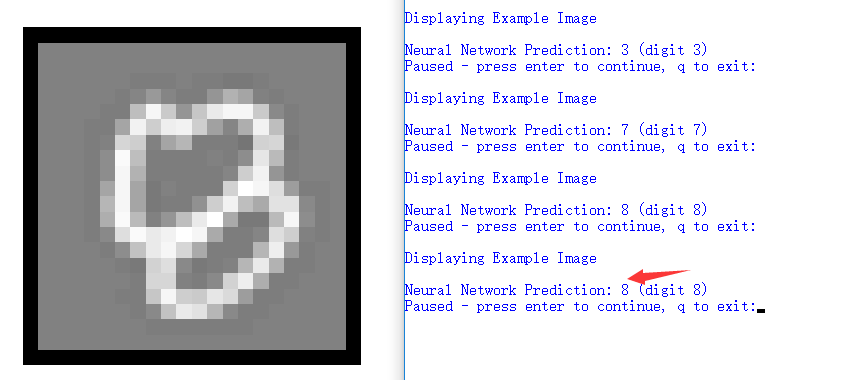 Displaying Example Image
Neural Network Prediction: 3 (digit 3)
Paused - press enter to continue, q to exit:
Displaying Example Image
Neural Network Prediction: 7 (digit 7)
Paused - press enter to continue, q to exit:
Displaying Example Image
Neural Network Prediction: 8 (digit 8)
Paused - press enter to continue, q to exit:
Displaying Example Image
Neural Network Prediction: 8 (digit 8)
Paused - press enter to continue, q to exit: